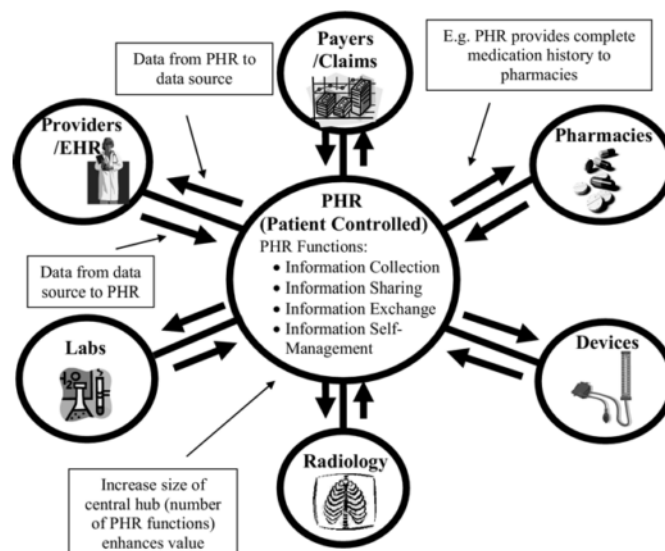 Payers
/Claims
Data from PHR to
data source
E.g. PHR provides complete
medication history to
pharmacies
Providers
/EHR
Pharmacies
PHR
(Patient Controlled)
PHR Functions:
• Information Collection
• Information Sharing
• Information Exchange
• Information Self-
Management
Data from data
source to PHR
Labs
H2
Devices
Radiology
Increase size of
central hub (number
of PHR functions)
enhances value